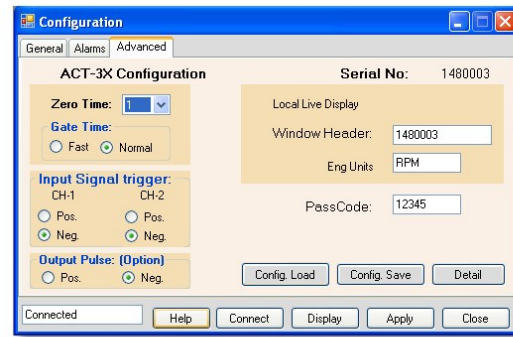 Configuration
General Alarms Advanced
ACT-3X Configuration
Serial No: 1480003
Zero Time: 1
Gate Time:
Fast Normal
Input Signal trigger:
CH-1 CH-2
Pos. Pos.
Neg. Neg.
Output Pulse: (Option)
Pos. Neg.
Local Live Display
Window Header: 1480003
Eng Units RPM
PassCode: 12345
Config. Load Config. Save Detail
Connected Help Connect Display Apply Close